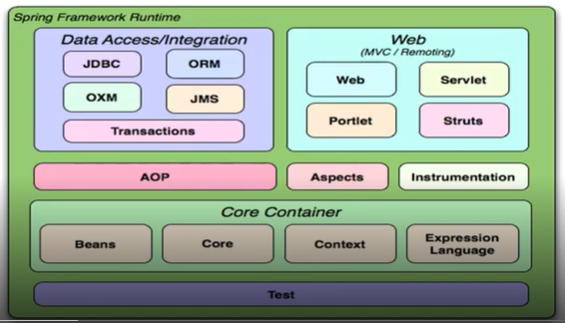 Spring Framework Runtime
Data Access/Integration
JDBC
ORM
OXM
JMS
Transactions
Web
(MVC / Remoting)
Web
Servlet
Portlet
Struts
AOP
Aspects
Instrumentation
Core Container
Beans
Core
Context
Expression
Language
Test